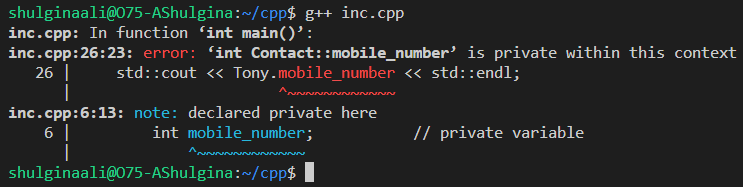 shulginaali@O75-AShulgina:~/cpp$ g++ inc.cpp
inc.cpp: In function ‘int main()’:
inc.cpp:26:23: error: ‘int Contact::mobile_number’ is private within this context
   26 |     std::cout << Tony.mobile_number << std::endl;
      |                       ^~~~~~~~~~~~~
inc.cpp:6:13: note: declared private here
    6 |         int mobile_number;          // private variable
      |             ^~~~~~~~~~~~~
shulginaali@O75-AShulgina:~/cpp$